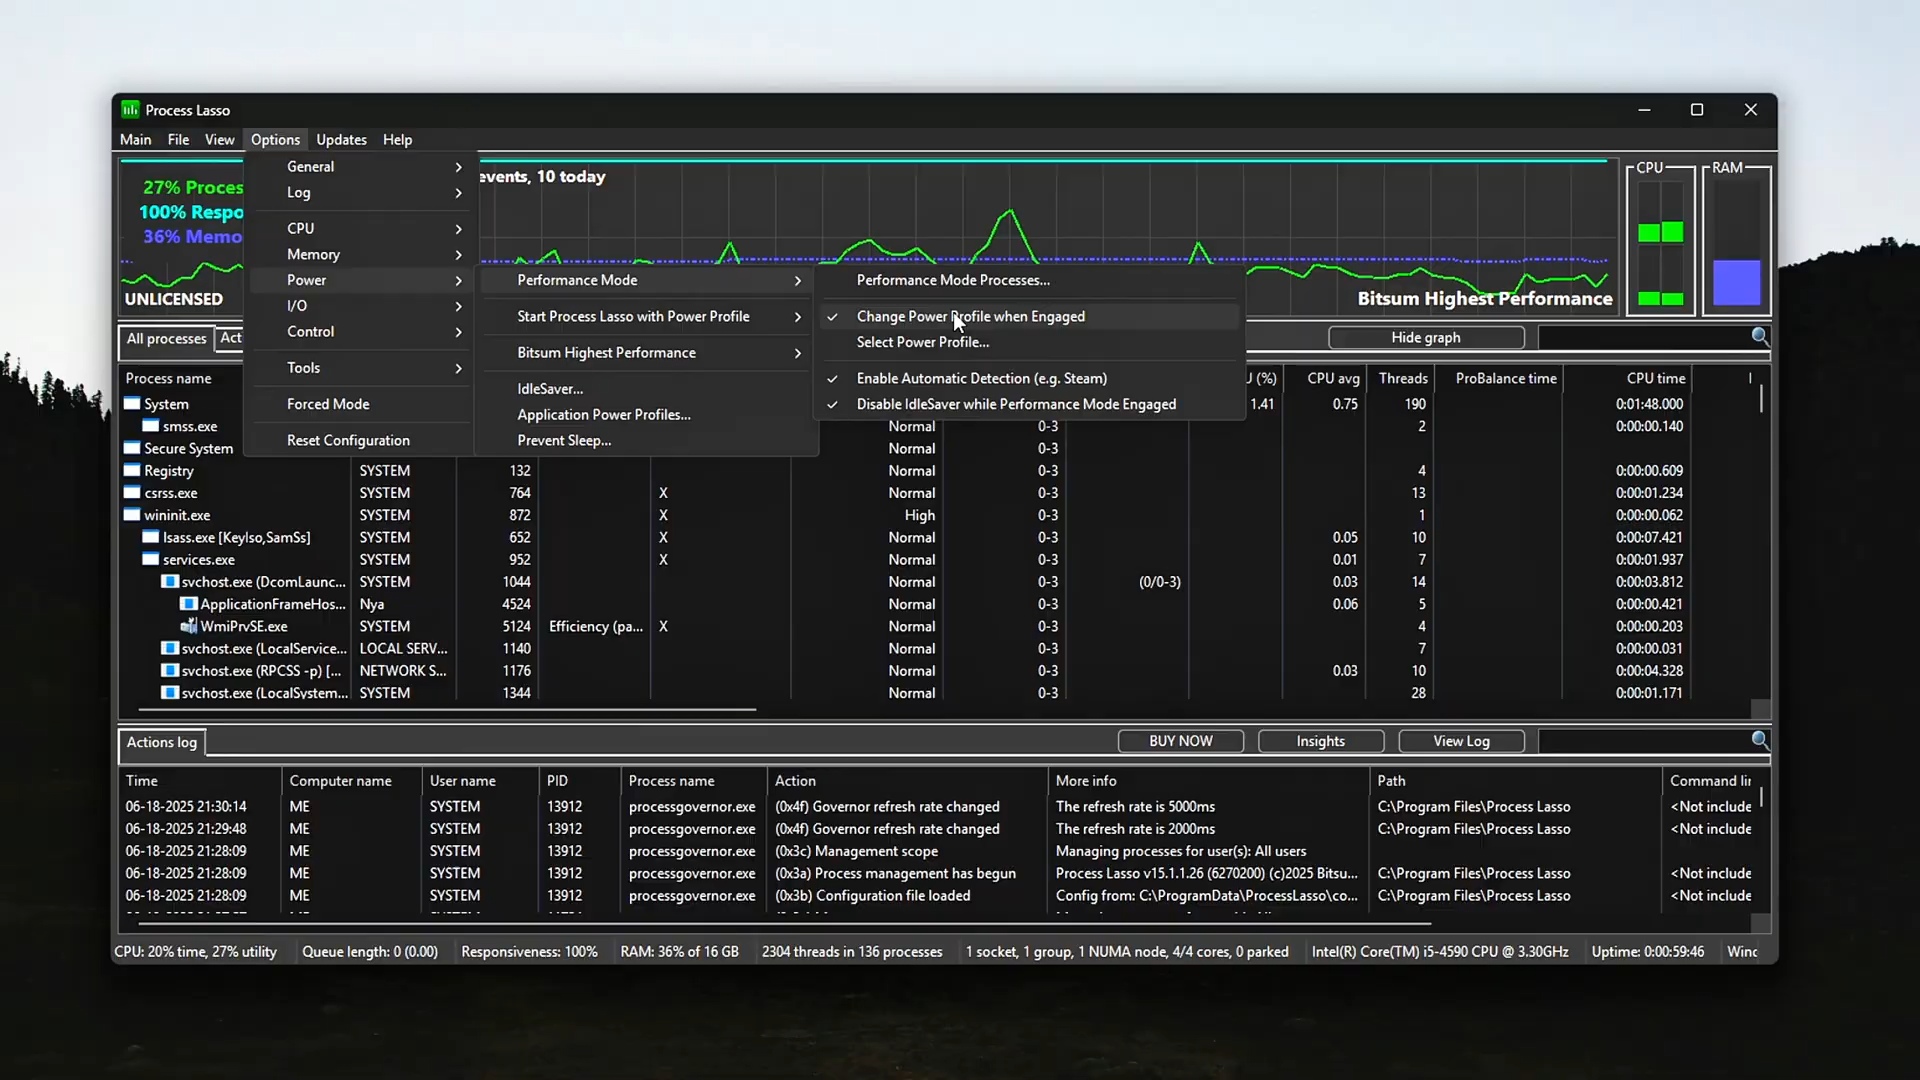 Process Lasso
Main File View Options Updates Help
27% Proces
100% Respo
36% Memo
UNLICENSED
events, 10 today
Bitsum Highest Performance
CPU
RAM
General
Log
CPU
Memory
Power
I/O
Control
Tools
Forced Mode
Reset Configuration
Performance Mode
Start Process Lasso with Power Profile
Bitsum Highest Performance
IdleSaver...
Application Power Profiles...
Prevent Sleep...
Performance Mode Processes...
Change Power Profile when Engaged
Select Power Profile...
Enable Automatic Detection (e.g. Steam)
Disable IdleSaver while Performance Mode Engaged
All processes Act Hide graph
Process name U (%) CPU avg Threads ProBalance time CPU time
System 1.41 0.75 190 0:01:48.000
smss.exe Normal 0-3 2 0:00:00.140
Secure System Normal 0-3
Registry SYSTEM 132 Normal 0-3 4 0:00:00.609
csrss.exe SYSTEM 764 X Normal 0-3 13 0:00:01.234
wininit.exe SYSTEM 872 X High 0-3 1 0:00:00.062
lsass.exe [KeyIso,SamSs] SYSTEM 652 X Normal 0-3 0.05 10 0:00:07.421
services.exe SYSTEM 952 X Normal 0-3 0.01 7 0:00:01.937
svchost.exe (DcomLaunc... SYSTEM 1044 Normal 0-3 (0/0-3) 0.03 14 0:00:03.812
ApplicationFrameHos... Nya 4524 Normal 0-3 0.06 5 0:00:00.421
WmiPrvSE.exe SYSTEM 5124 Efficiency (pa... X Normal 0-3 4 0:00:00.203
svchost.exe (LocalService... LOCAL SERV... 1140 Normal 0-3 7 0:00:00.031
svchost.exe (RPCSS -p) [... NETWORK S... 1176 Normal 0-3 0.03 10 0:00:04.328
svchost.exe (LocalSystem... SYSTEM 1344 Normal 0-3 28 0:00:01.171
Actions log BUY NOW Insights View Log
Time Computer name User name PID Process name Action More info Path Command lin
06-18-2025 21:30:14 ME SYSTEM 13912 processgovernor.exe (0x4f) Governor refresh rate changed The refresh rate is 5000ms C:\Program Files\Process Lasso <Not include
06-18-2025 21:29:48 ME SYSTEM 13912 processgovernor.exe (0x4f) Governor refresh rate changed The refresh rate is 2000ms C:\Program Files\Process Lasso <Not include
06-18-2025 21:28:09 ME SYSTEM 13912 processgovernor.exe (0x3c) Management scope Managing processes for user(s): All users <Not include
06-18-2025 21:28:09 ME SYSTEM 13912 processgovernor.exe (0x3a) Process management has begun Process Lasso v15.1.1.26 (6270200) (c)2025 Bitsu... C:\Program Files\Process Lasso <Not include
06-18-2025 21:28:09 ME SYSTEM 13912 processgovernor.exe (0x3b) Configuration file loaded Config from: C:\ProgramData\ProcessLasso\co... C:\Program Files\Process Lasso <Not include
CPU: 20% time, 27% utility Queue length: 0 (0.00) Responsiveness: 100% RAM: 36% of 16 GB 2304 threads in 136 processes 1 socket, 1 group, 1 NUMA node, 4/4 cores, 0 parked Intel(R) Core(TM) i5-4590 CPU @ 3.30GHz Uptime: 0:00:59:46 Winc